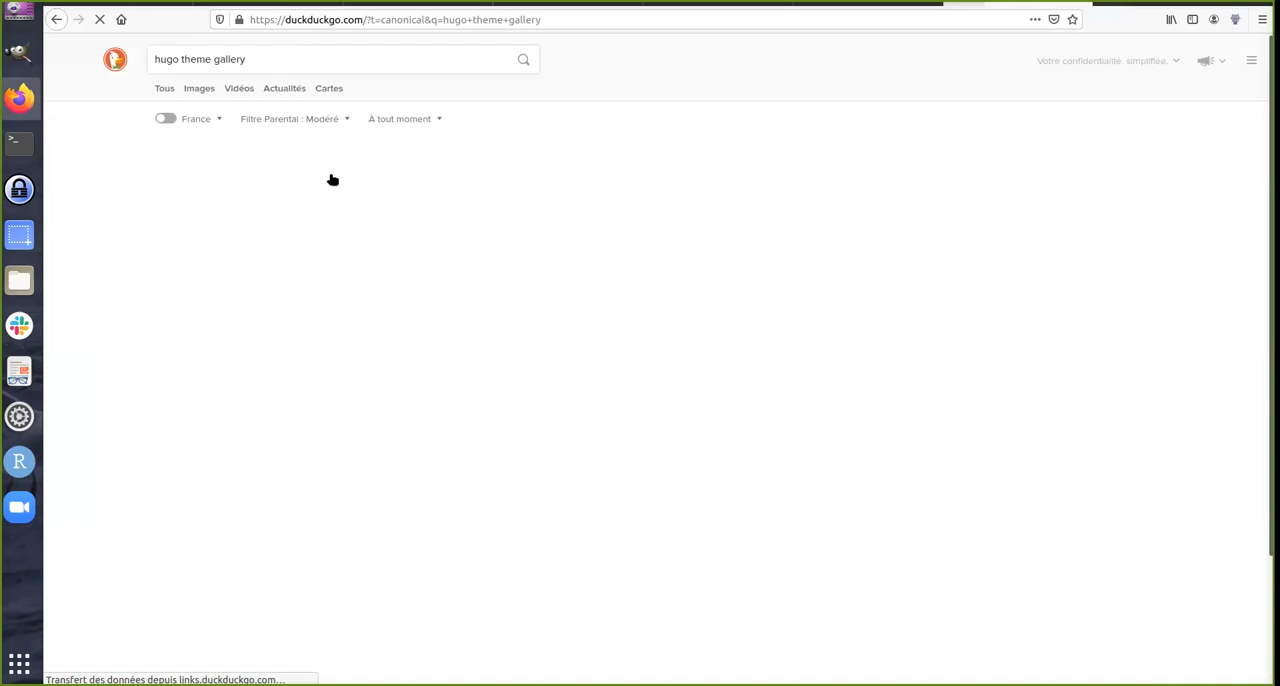 https://duckduckgo.com/?t=canonical&q=hugo+theme+gallery
hugo theme gallery
Votre confidentialité, simplifiée.
Tous Images Vidéos Actualités Cartes
France Filtre Parental : Modéré À tout moment
>_
R
Transfert des données depuis links.duckduckgo.com…